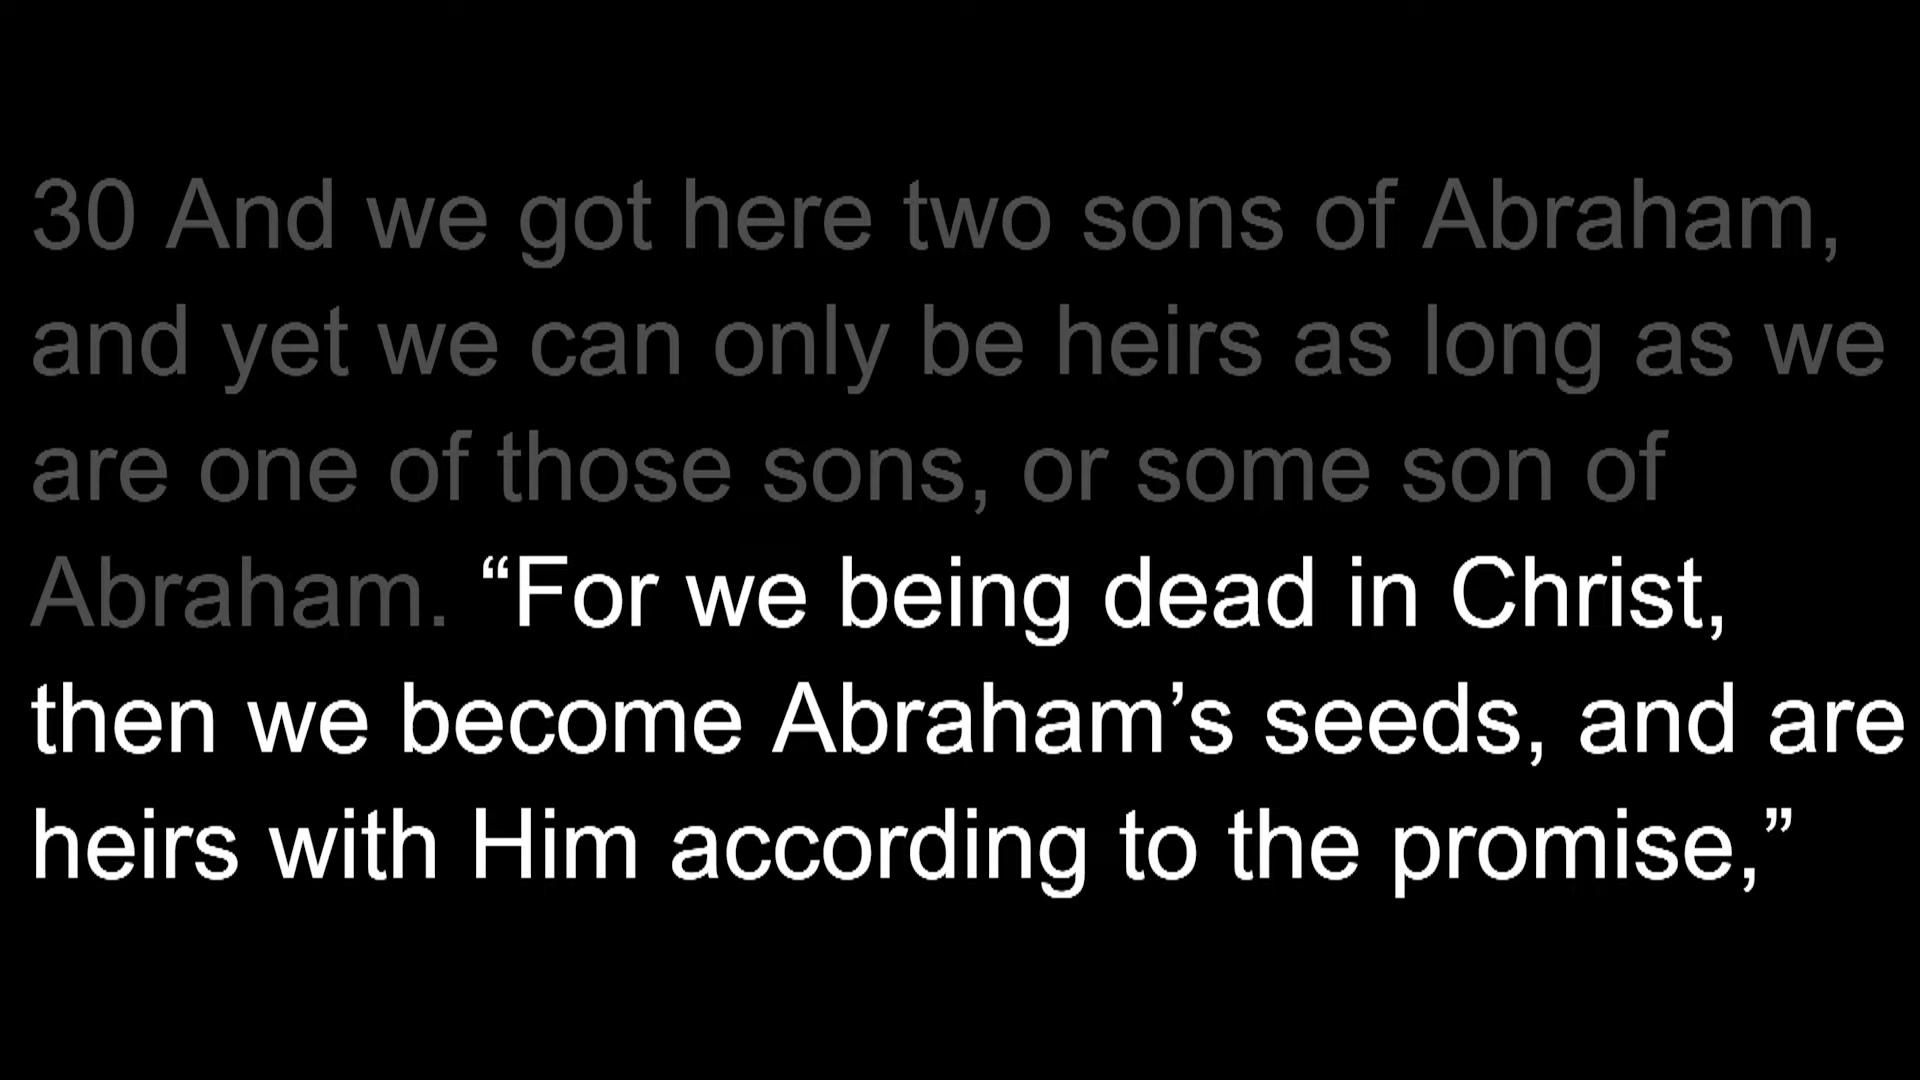 30 And we got here two sons of Abraham,
and yet we can only be heirs as long as we
are one of those sons, or some son of
Abraham. “For we being dead in Christ,
then we become Abraham’s seeds, and are
heirs with Him according to the promise,”